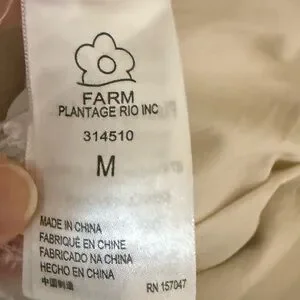 FARM
PLANTAGE RIO INC
314510
M
MADE IN CHINA
FABRIQUÉ EN CHINE
FABRICADO NA CHINA
HECHO EN CHINA
中国制造
RN 157047